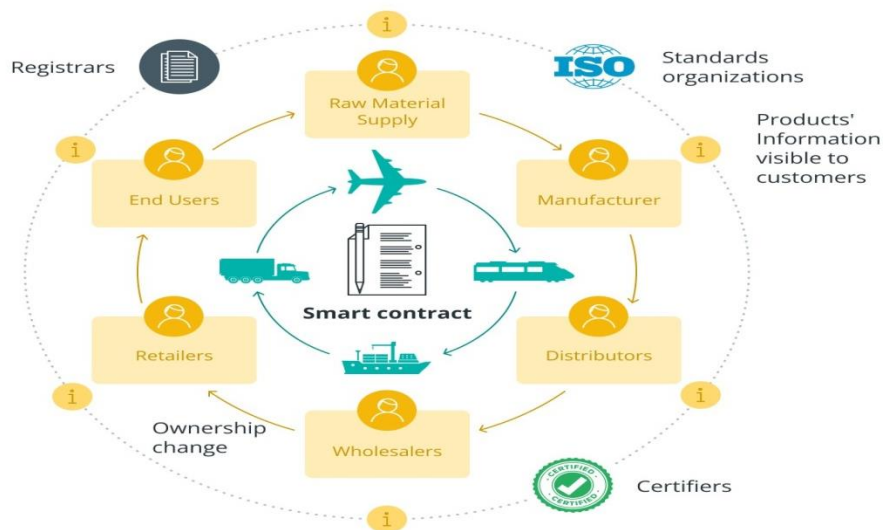 Registrars
ISO
Standards
organizations
Raw Material
Supply
Products'
Information
visible to
customers
i
i
i
End Users
Manufacturer
Smart contract
Retailers
Distributors
i
i
Ownership
change
Wholesalers
CERTIFIED
CERTIFIED
Certifiers
i